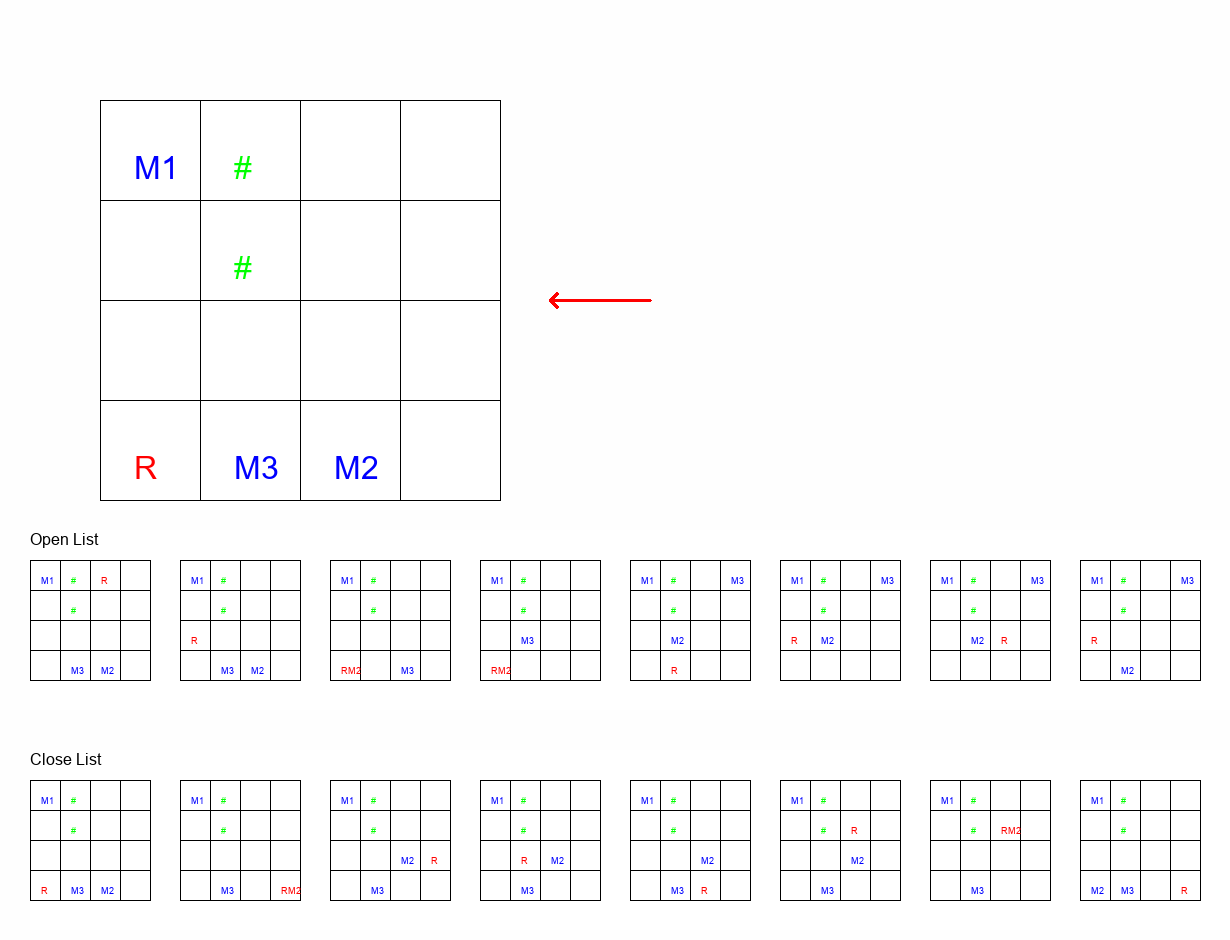 M1 #
#
R M3 M2
Open List
M1 # R M1 # M1 # M1 # M1 # M3 M1 # M3 M1 # M3 M1 # M3
# # # # # # # #
R M3 M2 R M2 M2 R R
M3 M2 M3 M2 RM2 M3 RM2 R M2
Close List
M1 # M1 # M1 # M1 # M1 # M1 # M1 # M1 #
# # # # # # R # RM2 #
M2 R R M2 M2 M2
R M3 M2 M3 RM2 M3 M3 M3 R M3 M3 M2 M3 R